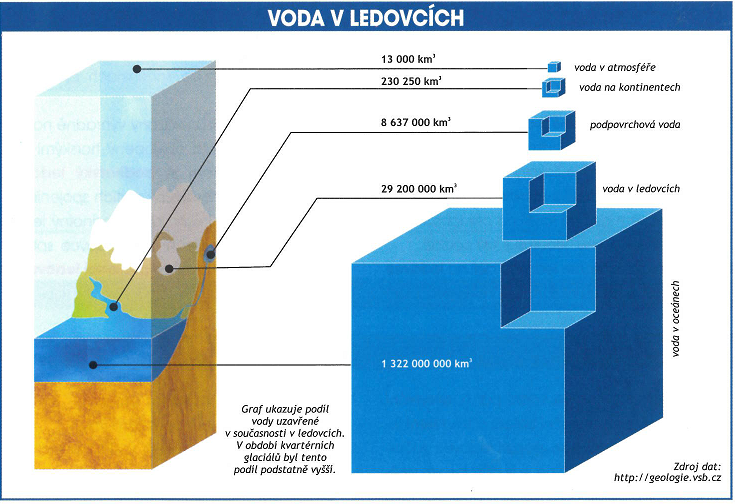 VODA V LEDOVCÍCH
13 000 km³
voda v atmosféře
230 250 km³
voda na kontinentech
8 637 000 km³
podpovrchová voda
29 200 000 km³
voda v ledovcích
voda v oceánech
1 322 000 000 km³
Graf ukazuje podíl
vody uzavřené
v současnosti v ledovcích.
V období kvartérních
glaciálů byl tento
podíl podstatně vyšší.
Zdroj dat:
http://geologie.vsb.cz